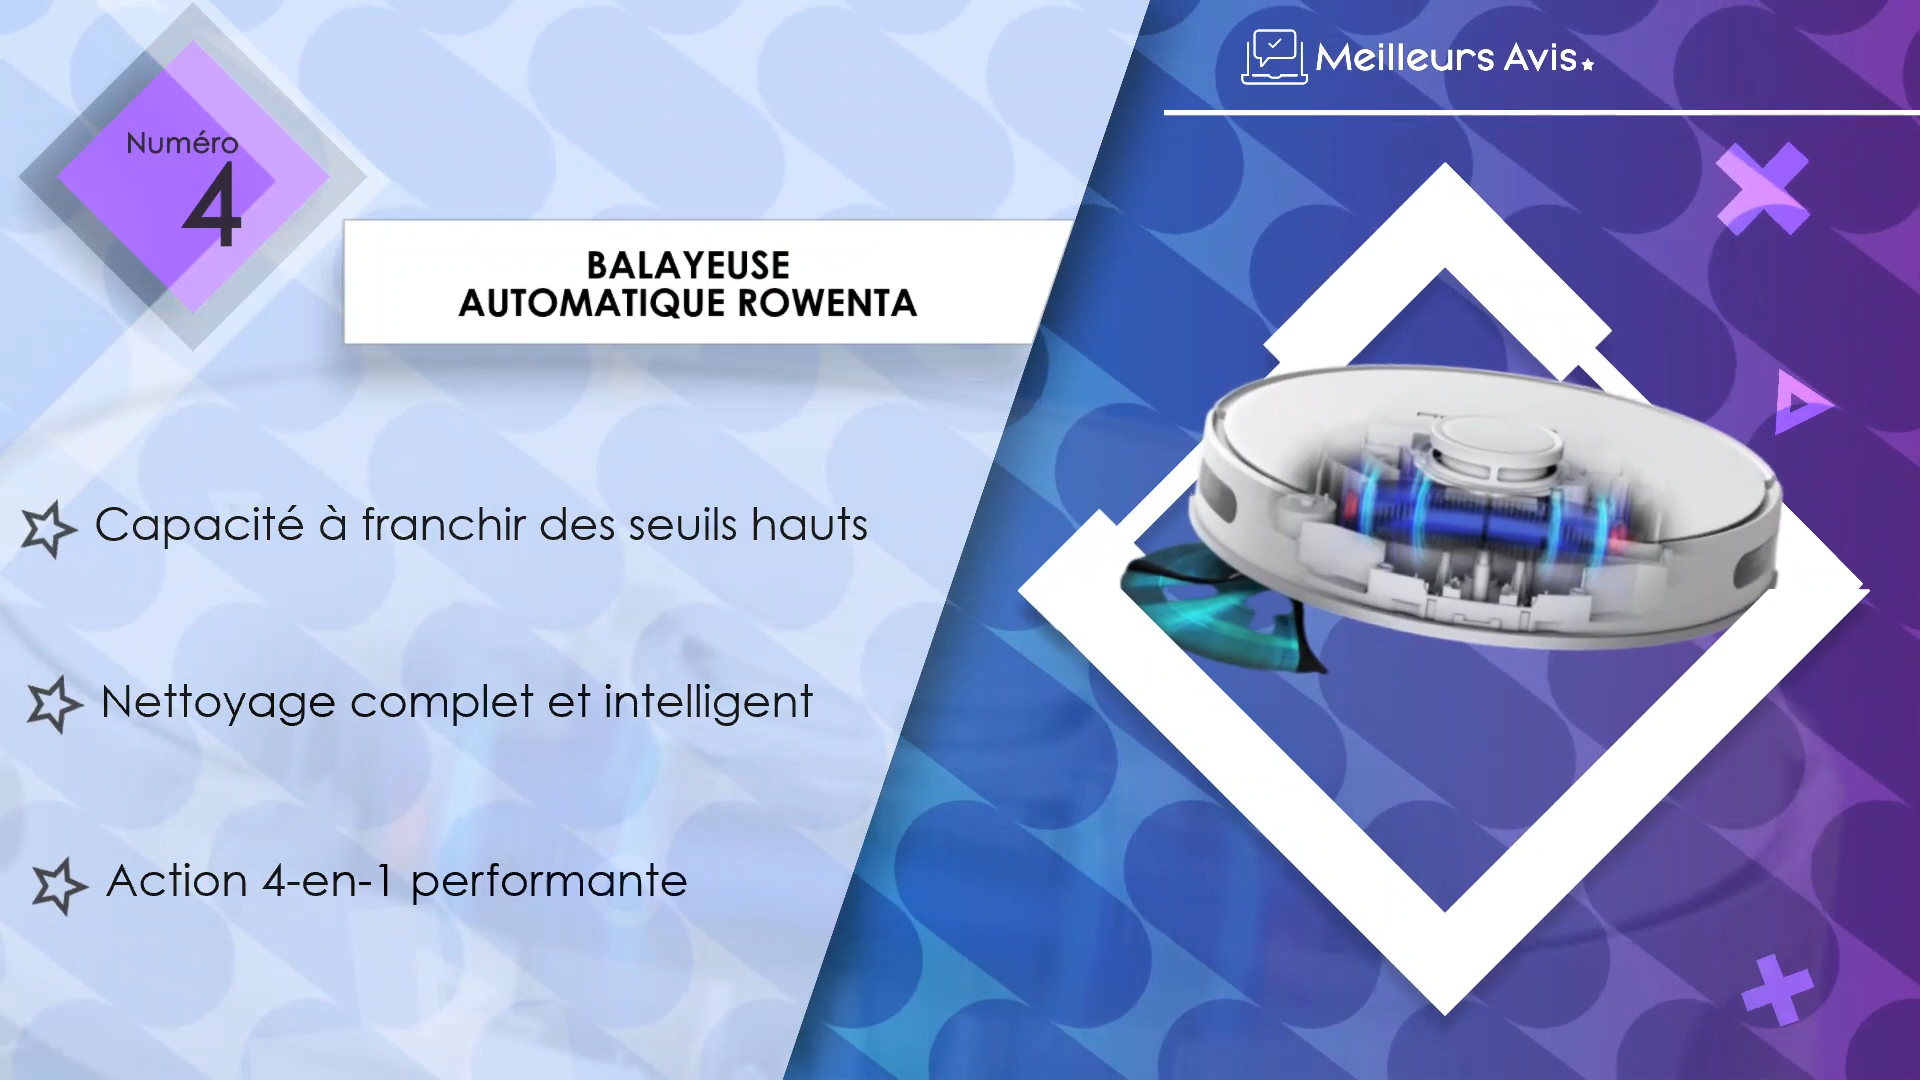 Meilleurs Avis
Numéro
4
BALAYEUSE
AUTOMATIQUE ROWENTA
Capacité à franchir des seuils hauts
Nettoyage complet et intelligent
Action 4-en-1 performante